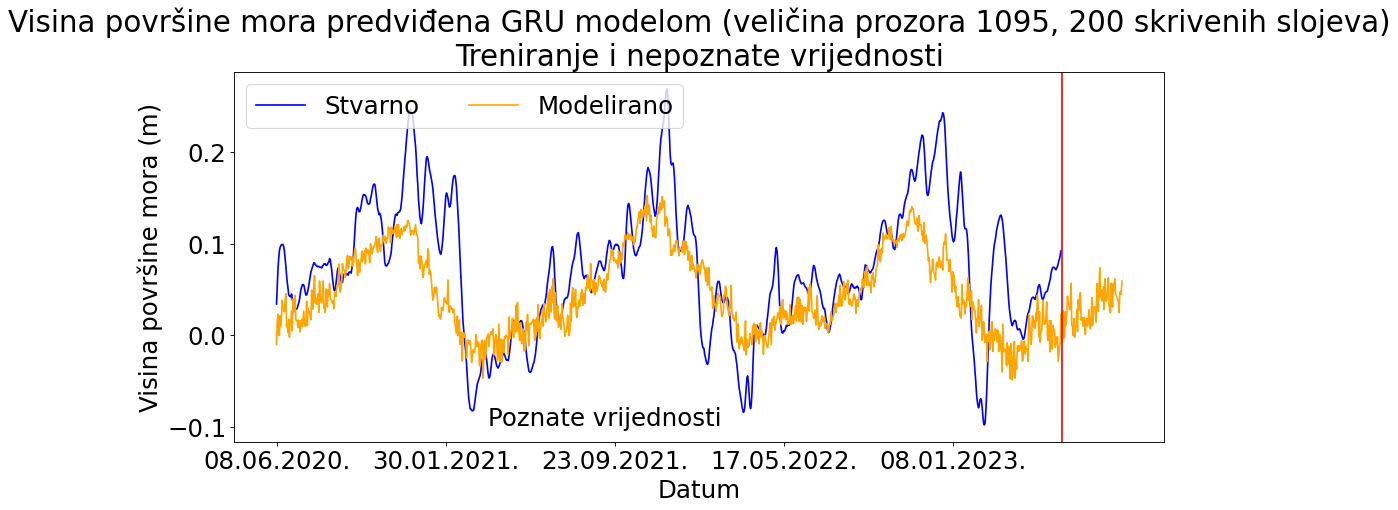 Visina površine mora predviđena GRU modelom (veličina prozora 1095, 200 skrivenih slojeva)
Treniranje i nepoznate vrijednosti
Stvarno Modelirano
Visina površine mora (m)
0.2
0.1
0.0
−0.1
Poznate vrijednosti
08.06.2020. 30.01.2021. 23.09.2021. 17.05.2022. 08.01.2023.
Datum